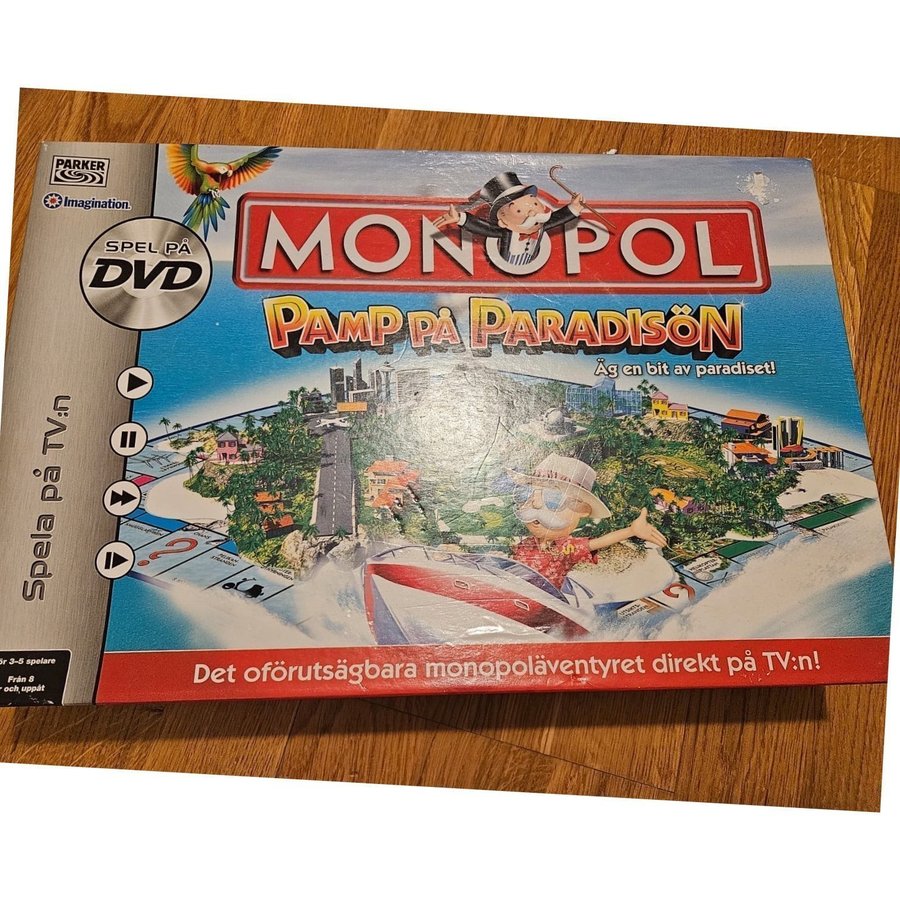 PARKER
Imagination.
SPEL PÅ
DVD
MONOPOL
PAMP PÅ PARADISÖN
Äg en bit av paradiset!
Spela på TV:n
Det oförutsägbara monopoläventyret direkt på TV:n!
ör 3-5 spelare
Från 8
r och uppåt